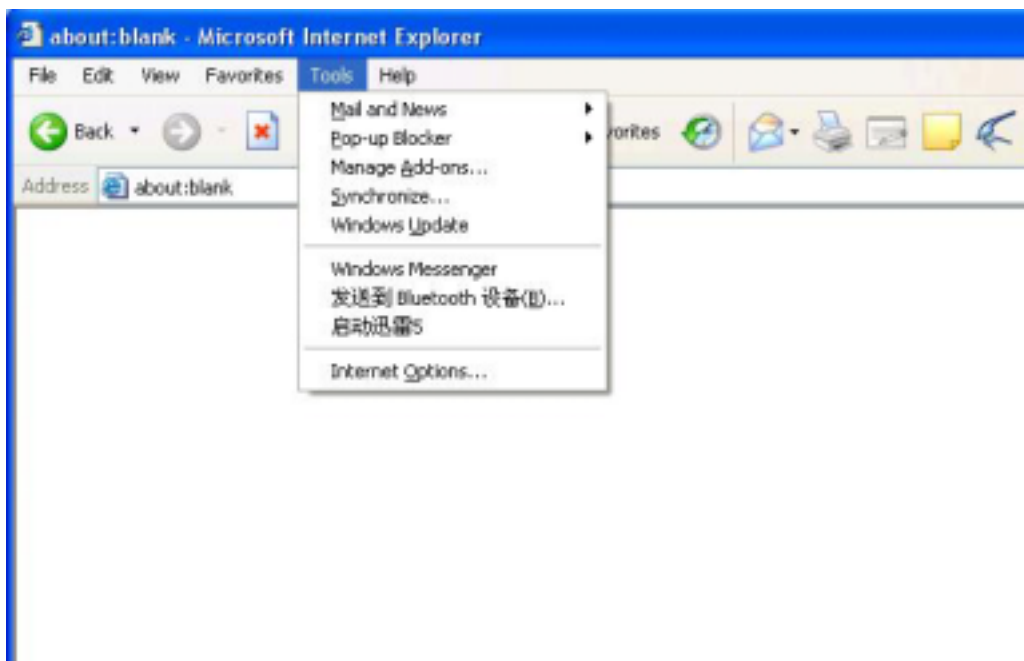 about:blank - Microsoft Internet Explorer
File Edit View Favorites Tools Help
Back vorites
Address about:blank
Mail and News
Pop-up Blocker
Manage Add-ons...
Synchronize...
Windows Update
Windows Messenger
发送到 Bluetooth 设备(B)...
启动迅雷5
Internet Options...